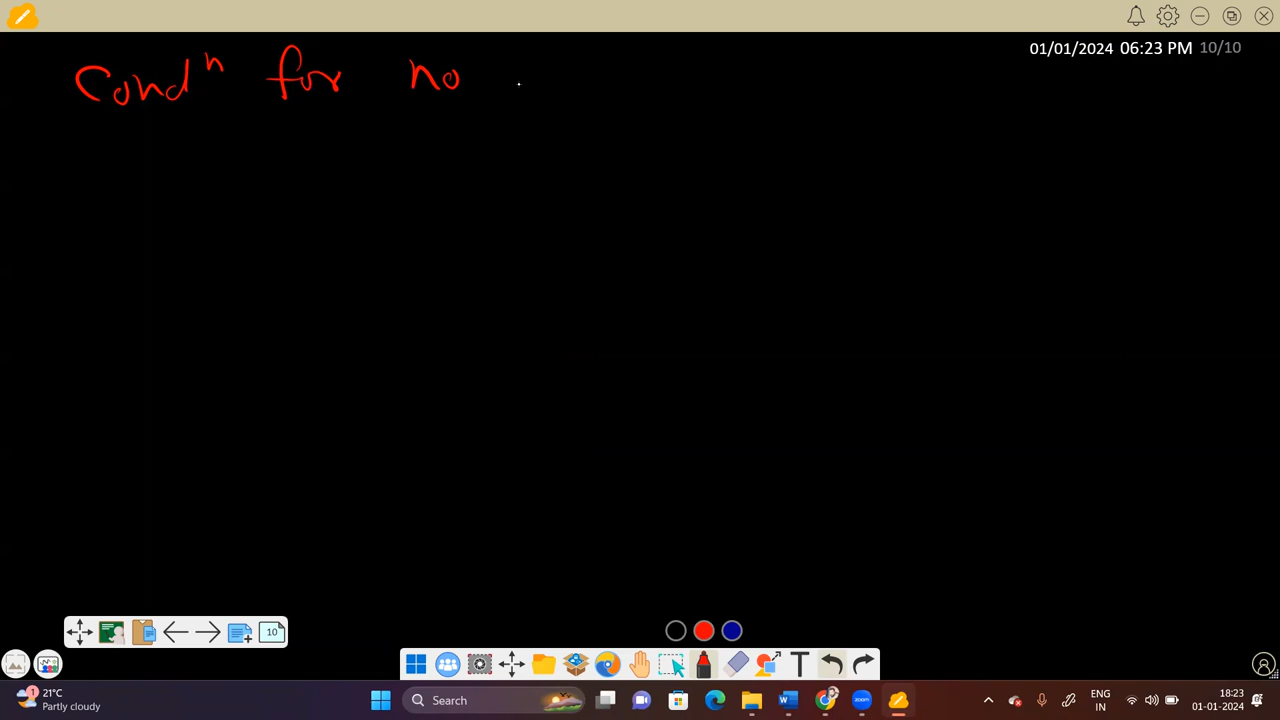 01/01/2024 06:23 PM 10/10
Condⁿ for no
10
1
21°C
Partly cloudy
Search
ENG
IN
18:23
01-01-2024